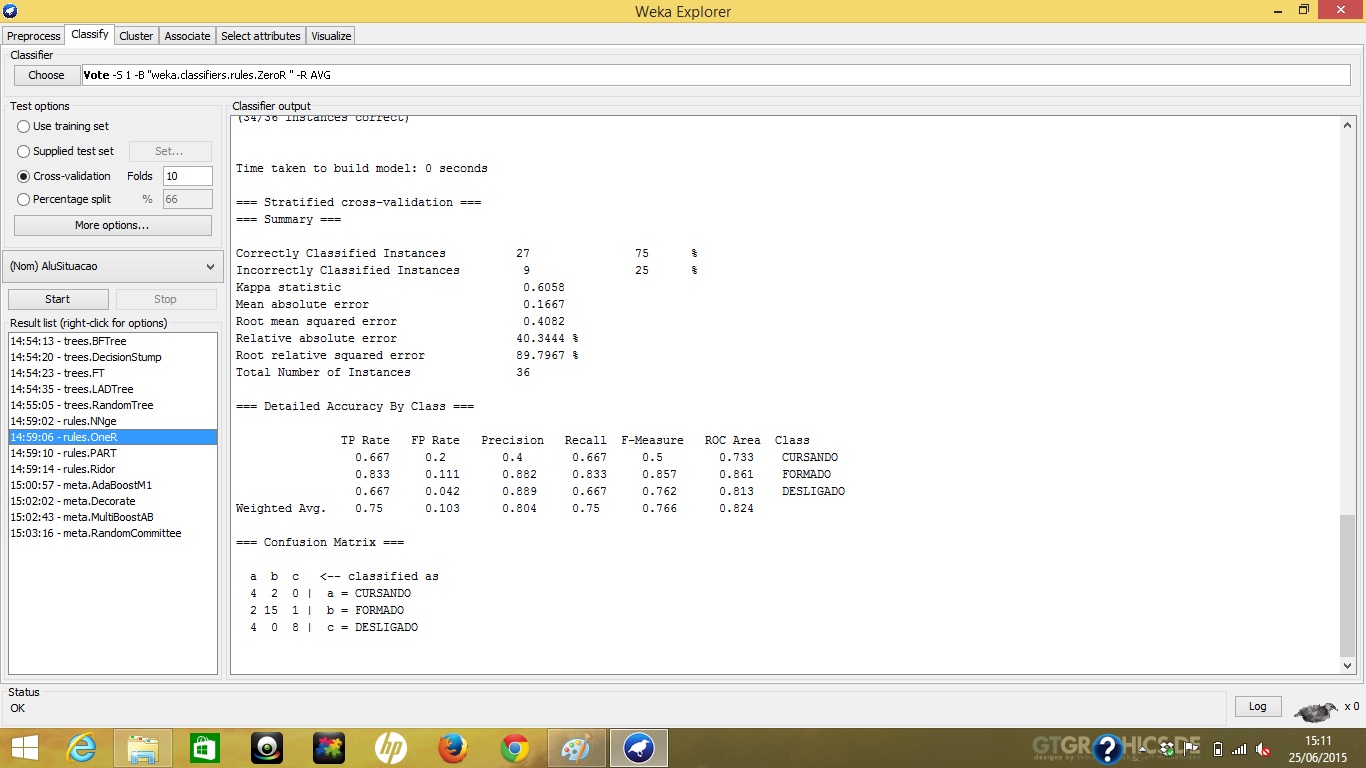 Weka Explorer
Preprocess Classify Cluster Associate Select attributes Visualize
Classifier
Choose Vote -S 1 -B "weka.classifiers.rules.ZeroR " -R AVG
Test options
Use training set
Supplied test set Set...
Cross-validation Folds 10
Percentage split % 66
More options...
(Nom) AluSituacao
Start Stop
Result list (right-click for options)
14:54:13 - trees.BFTree
14:54:20 - trees.DecisionStump
14:54:23 - trees.FT
14:54:35 - trees.LADTree
14:55:05 - trees.RandomTree
14:59:02 - rules.NNge
14:59:06 - rules.OneR
14:59:10 - rules.PART
14:59:14 - rules.Ridor
15:00:57 - meta.AdaBoostM1
15:02:02 - meta.Decorate
15:02:43 - meta.MultiBoostAB
15:03:16 - meta.RandomCommittee
Classifier output
(34/36 instances correct)
Time taken to build model: 0 seconds
=== Stratified cross-validation ===
=== Summary ===
Correctly Classified Instances 27 75 %
Incorrectly Classified Instances 9 25 %
Kappa statistic 0.6058
Mean absolute error 0.1667
Root mean squared error 0.4082
Relative absolute error 40.3444 %
Root relative squared error 89.7967 %
Total Number of Instances 36
=== Detailed Accuracy By Class ===
TP Rate FP Rate Precision Recall F-Measure ROC Area Class
0.667 0.2 0.4 0.667 0.5 0.733 CURSANDO
0.833 0.111 0.882 0.833 0.857 0.861 FORMADO
0.667 0.042 0.889 0.667 0.762 0.813 DESLIGADO
Weighted Avg. 0.75 0.103 0.804 0.75 0.766 0.824
=== Confusion Matrix ===
a b c <-- classified as
4 2 0 | a = CURSANDO
2 15 1 | b = FORMADO
4 0 8 | c = DESLIGADO
Status
OK
Log x 0
hp
15:11
25/06/2015